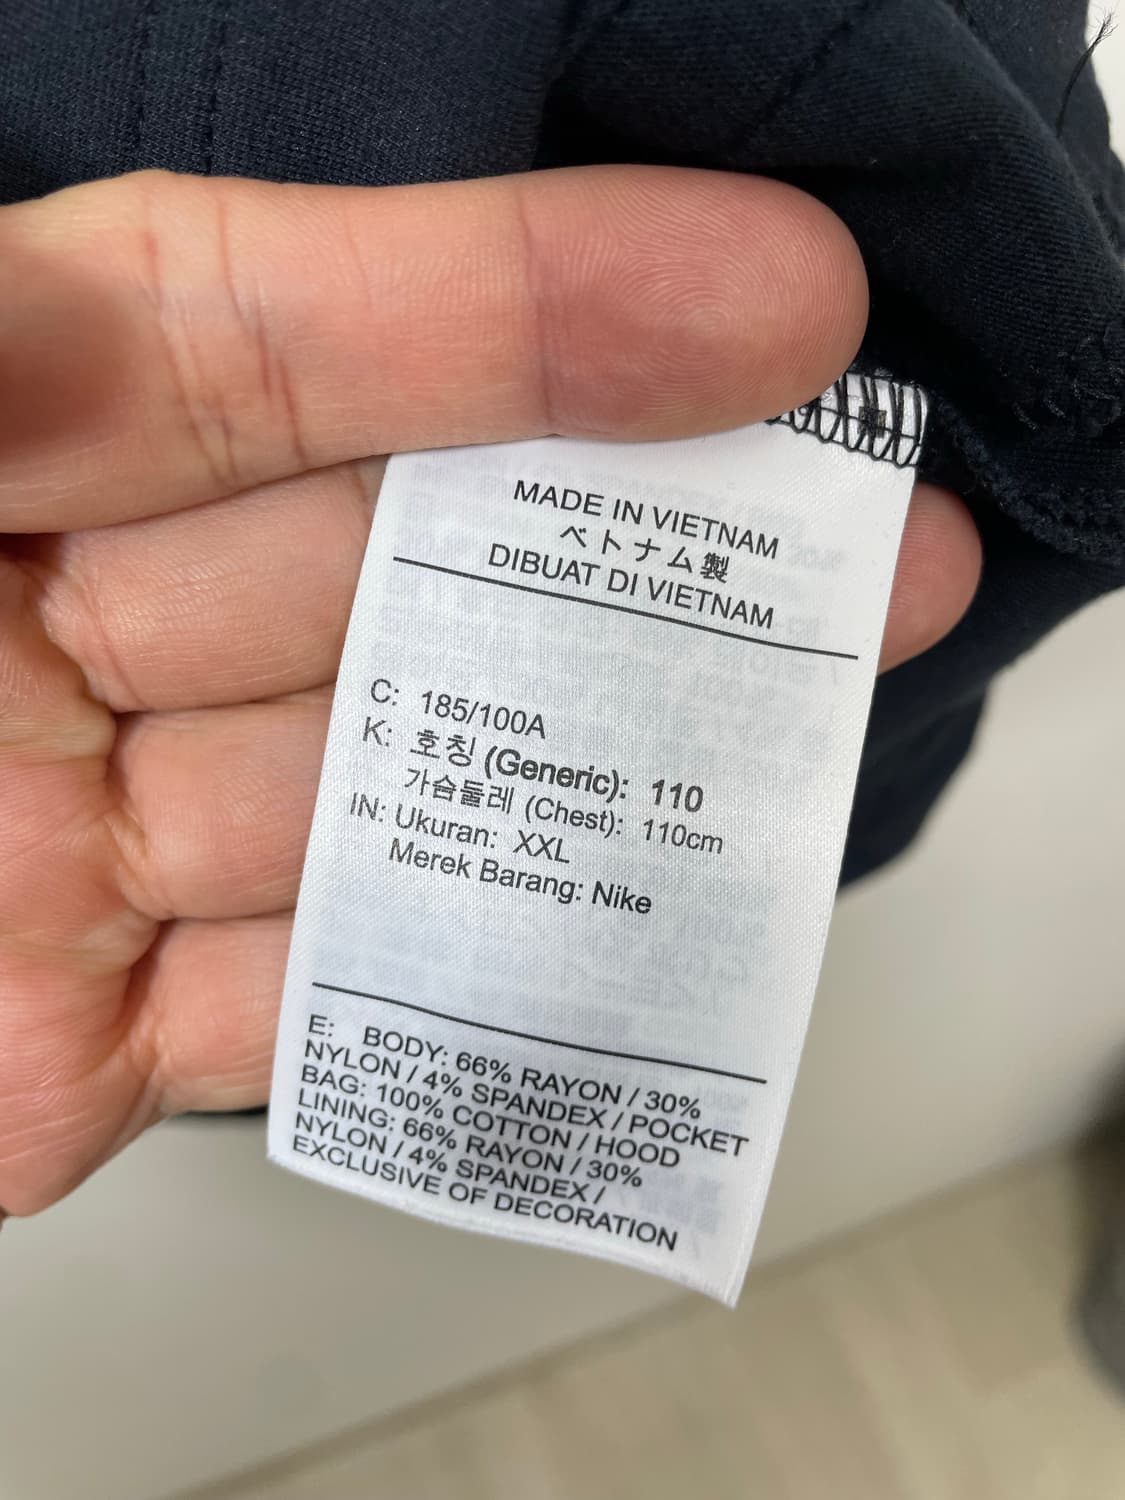 MADE IN VIETNAM
ベトナム製
DIBUAT DI VIETNAM
C: 185/100A
K: 호칭 (Generic): 110
가슴둘레 (Chest): 110cm
IN: Ukuran: XXL
Merek Barang: Nike
E: BODY: 66% RAYON / 30%
NYLON / 4% SPANDEX / POCKET
BAG: 100% COTTON / HOOD
LINING: 66% RAYON / 30%
NYLON / 4% SPANDEX /
EXCLUSIVE OF DECORATION